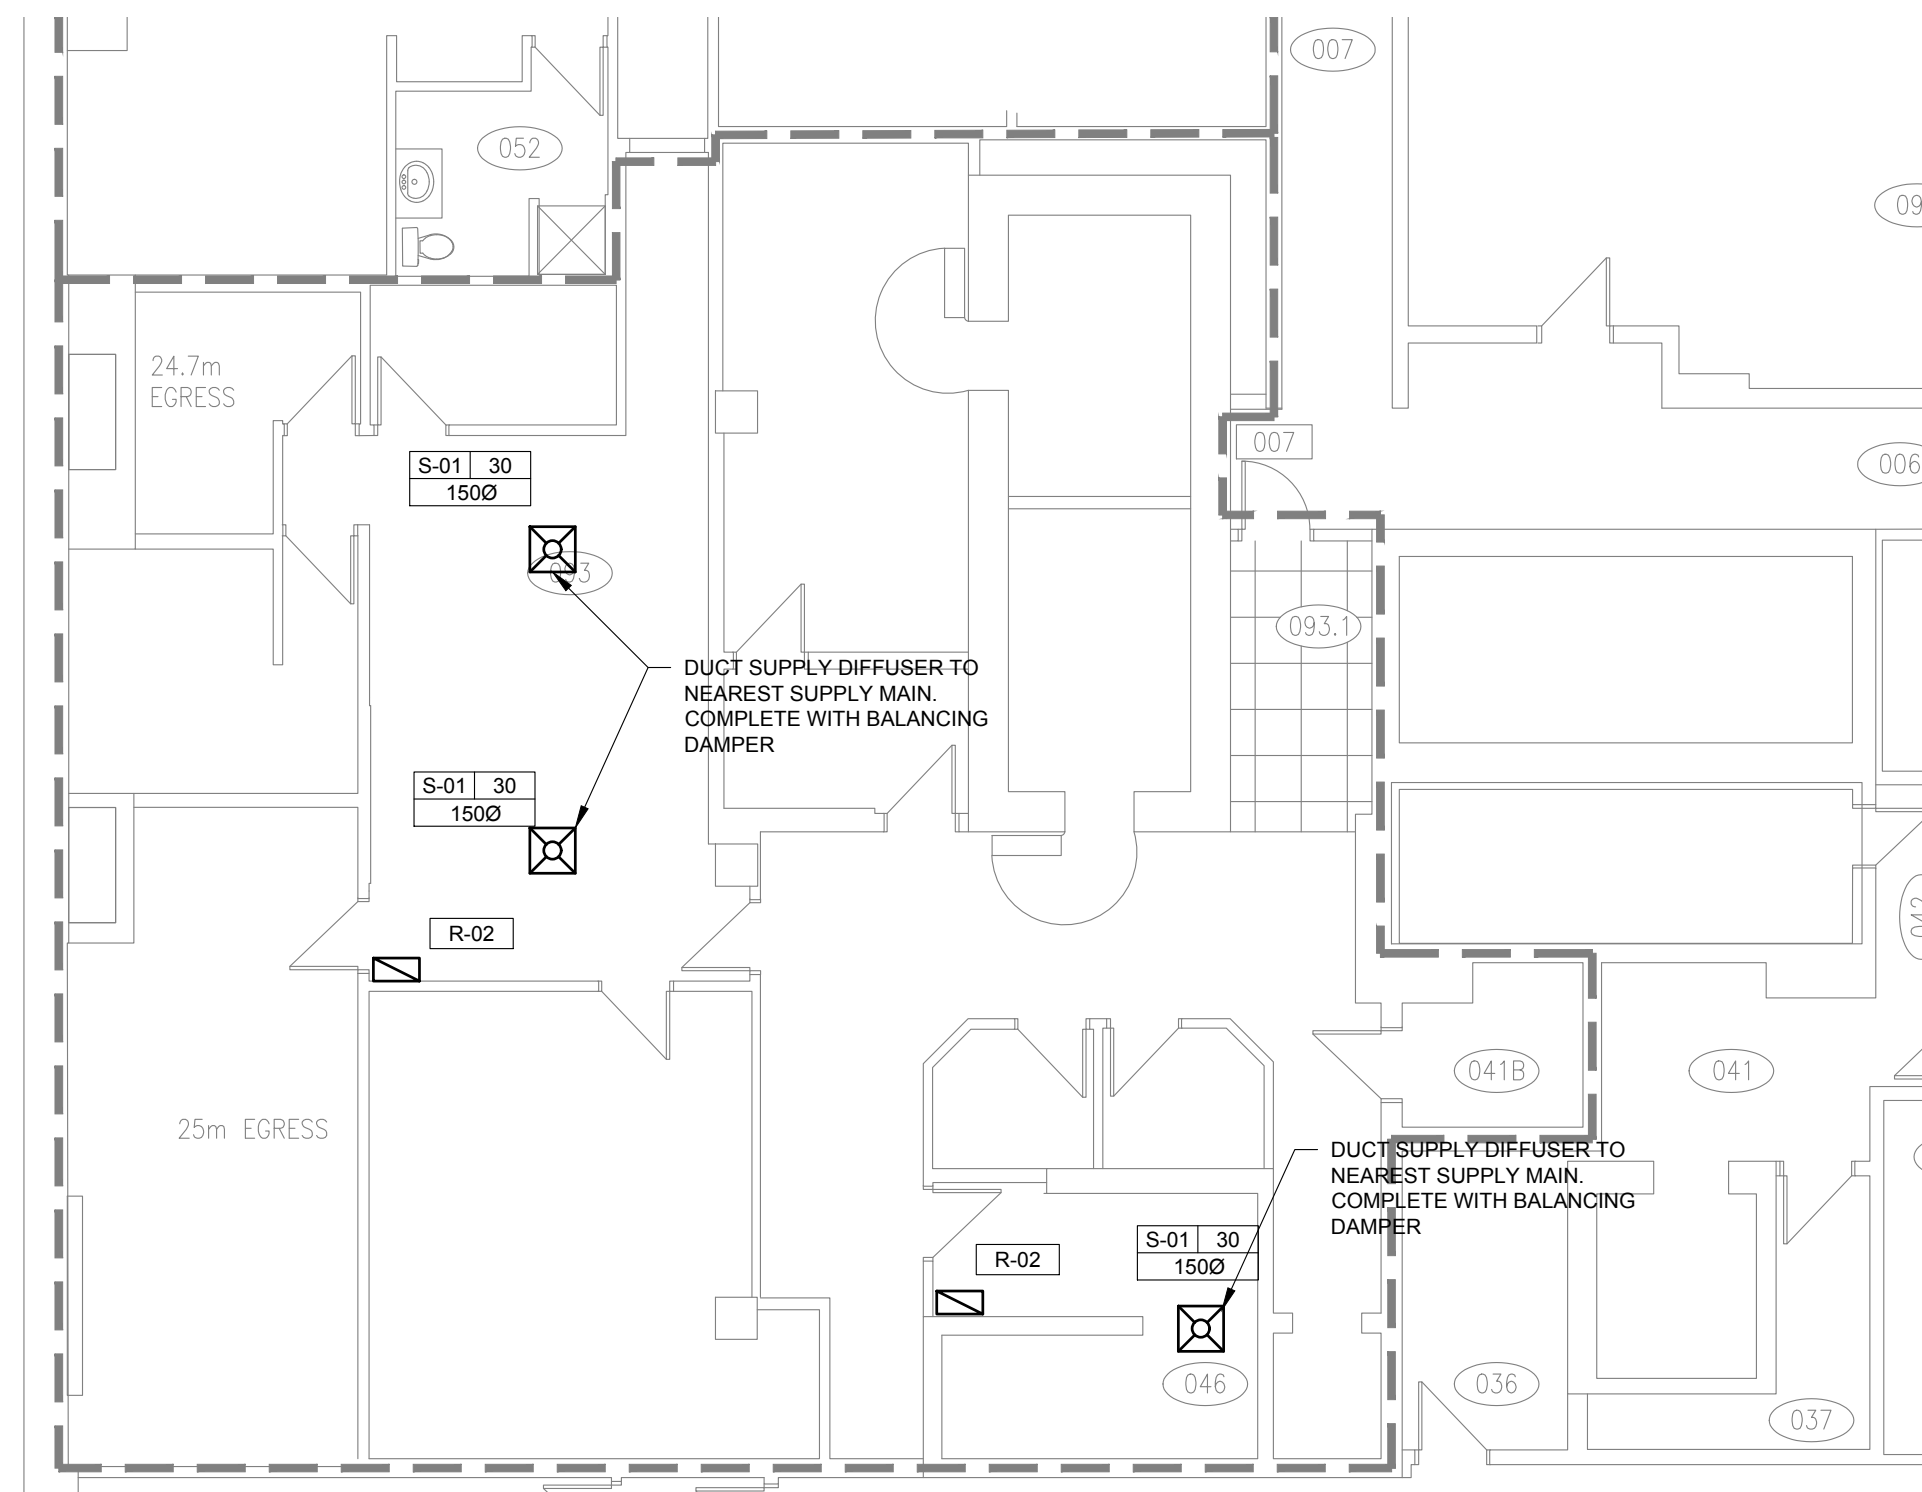 007
052
24.7m
EGRESS
007
006
S-01 30
150Ø
093
093.1
DUCT SUPPLY DIFFUSER TO
NEAREST SUPPLY MAIN.
COMPLETE WITH BALANCING
DAMPER
S-01 30
150Ø
R-02
041B
041
25m EGRESS
DUCT SUPPLY DIFFUSER TO
NEAREST SUPPLY MAIN.
COMPLETE WITH BALANCING
DAMPER
S-01 30
150Ø
R-02
046
036
037